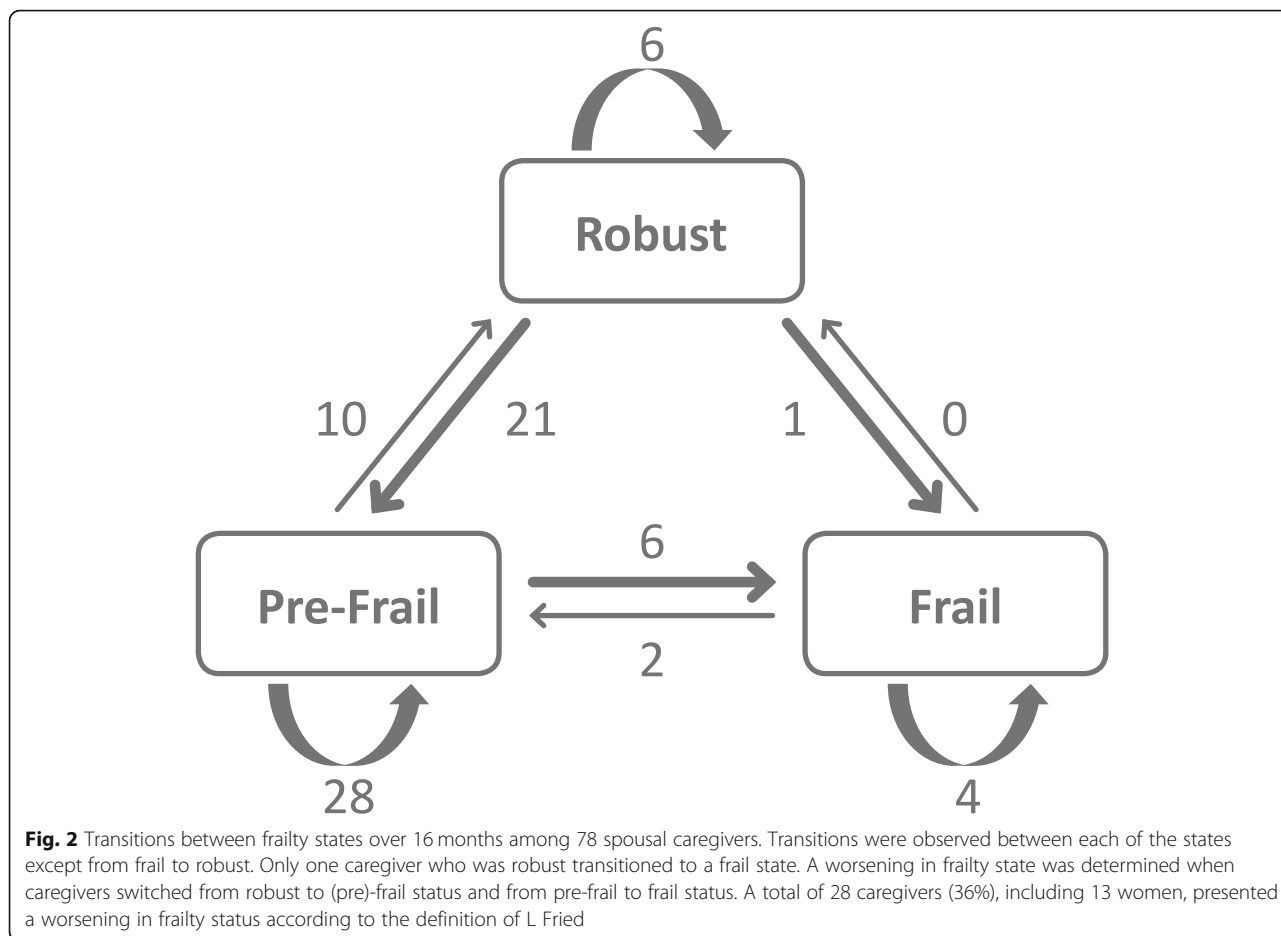 6
Robust
10
21
1
0
6
Pre-Frail
Frail
2
28
4
Fig. 2 Transitions between frailty states over 16 months among 78 spousal caregivers. Transitions were observed between each of the states
except from frail to robust. Only one caregiver who was robust transitioned to a frail state. A worsening in frailty state was determined when
caregivers switched from robust to (pre)-frail status and from pre-frail to frail status. A total of 28 caregivers (36%), including 13 women, presented
a worsening in frailty status according to the definition of L Fried